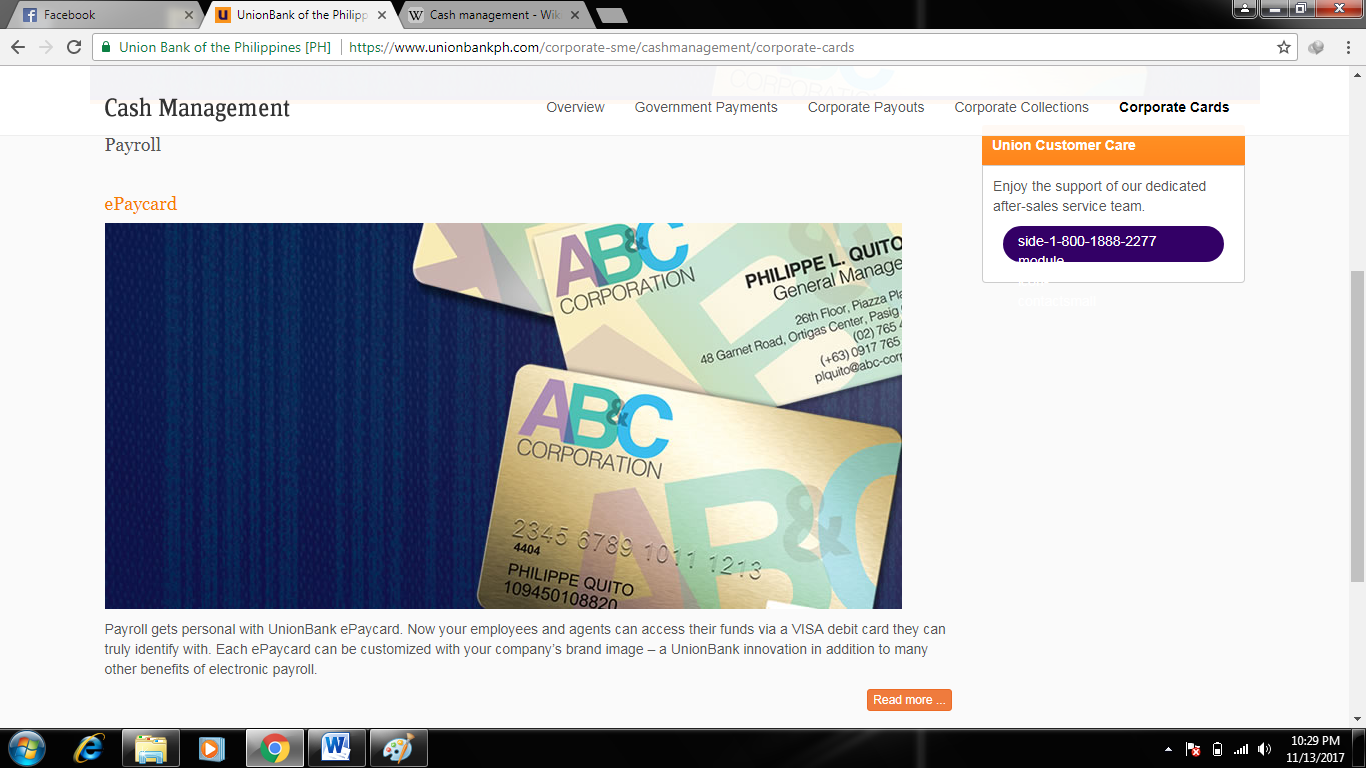 Facebook
UnionBank of the Philipp
Cash management - Wik
Union Bank of the Philippines [PH]
https://www.unionbankph.com/corporate-sme/cashmanagement/corporate-cards
Cash Management
Overview
Government Payments
Corporate Payouts
Corporate Collections
Corporate Cards
Payroll
Union Customer Care
Enjoy the support of our dedicated
after-sales service team.
side-1-800-1888-2277
module
ePaycard
AB&C
CORPORATION
PHILIPPE L. QUITO
General Manage
26th Floor, Piazza Pla
48 Garnet Road, Ortigas Center, Pasig
(02) 765 4
(+63) 0917 765
plquito@abc-corp
AB&C
CORPORATION
AB&C
2345 6789 1011 1213
4404
PHILIPPE QUITO
109450108820
Payroll gets personal with UnionBank ePaycard. Now your employees and agents can access their funds via a VISA debit card they can
truly identify with. Each ePaycard can be customized with your company’s brand image – a UnionBank innovation in addition to many
other benefits of electronic payroll.
Read more ...
10:29 PM
11/13/2017